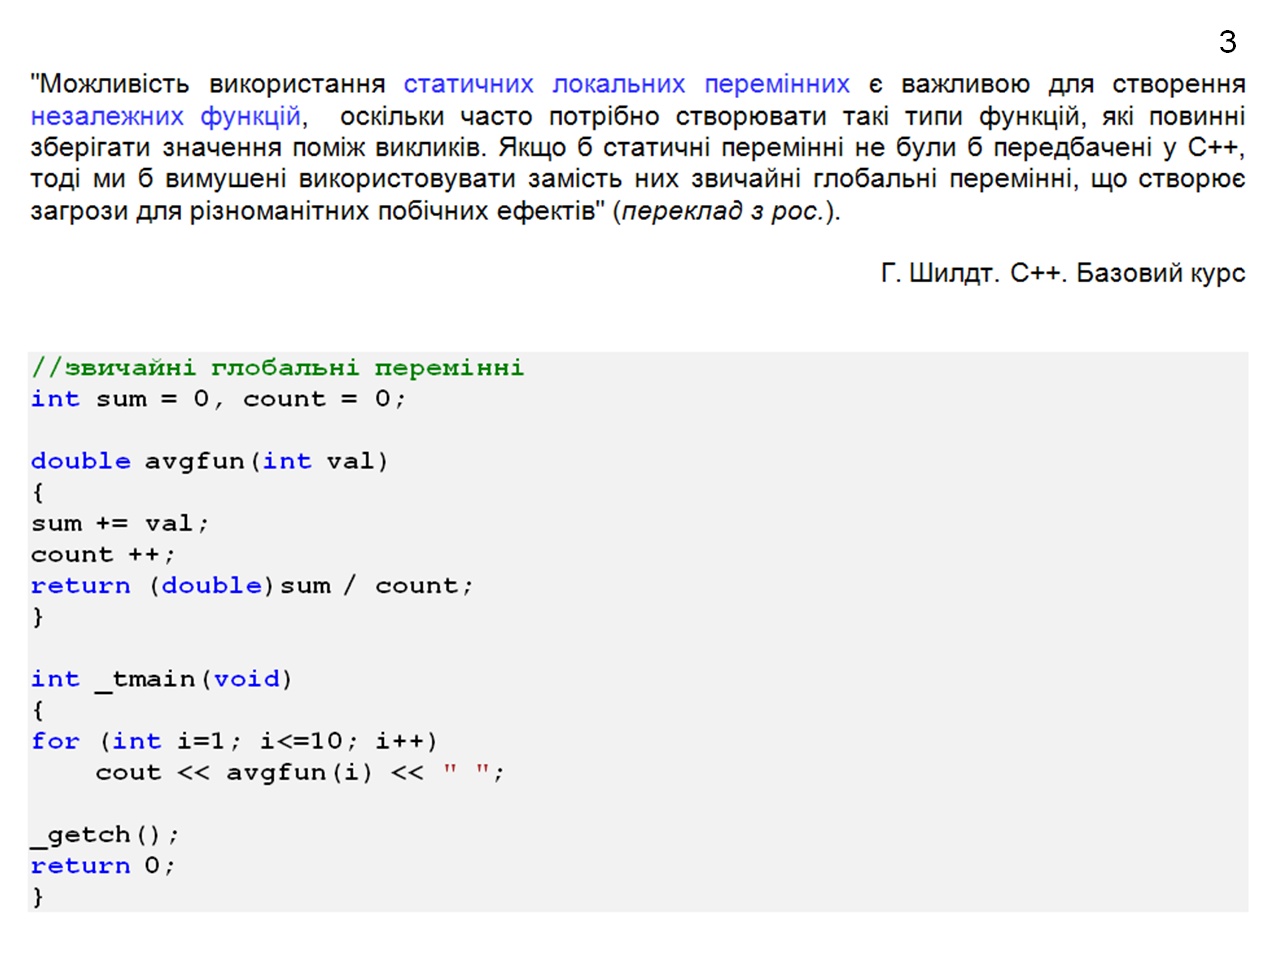 3
"Можливість використання статичних локальних перемінних є важливою для створення
незалежних функцій, оскільки часто потрібно створювати такі типи функцій, які повинні
зберігати значення поміж викликів. Якщо б статичні перемінні не були б передбачені у С++,
тоді ми б вимушені використовувати замість них звичайні глобальні перемінні, що створює
загрози для різноманітних побічних ефектів" (переклад з рос.).
Г. Шилдт. С++. Базовий курс
//звичайні глобальні перемінні
int sum = 0, count = 0;
double avgfun(int val)
{
sum += val;
count ++;
return (double)sum / count;
}
int _tmain(void)
{
for (int i=1; i<=10; i++)
    cout << avgfun(i) << " ";
_getch();
return 0;
}